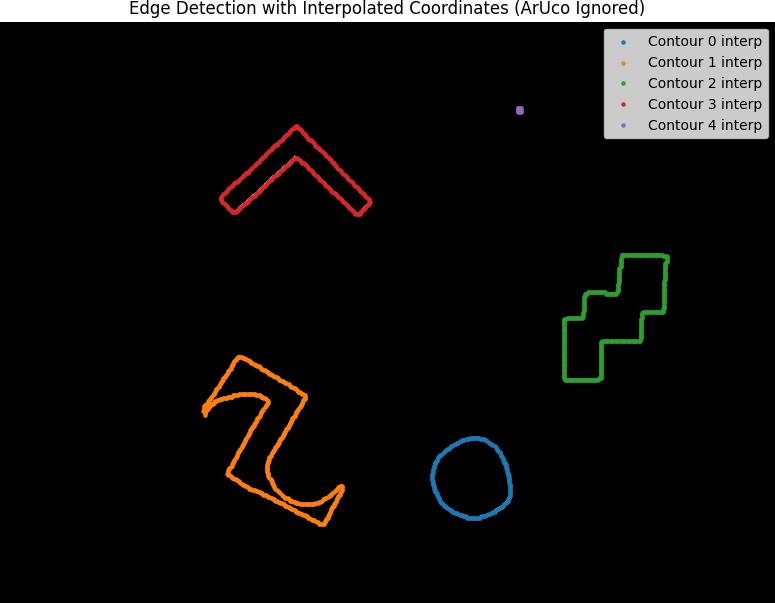 Edge Detection with Interpolated Coordinates (ArUco Ignored)
Contour 0 interp
Contour 1 interp
Contour 2 interp
Contour 3 interp
Contour 4 interp